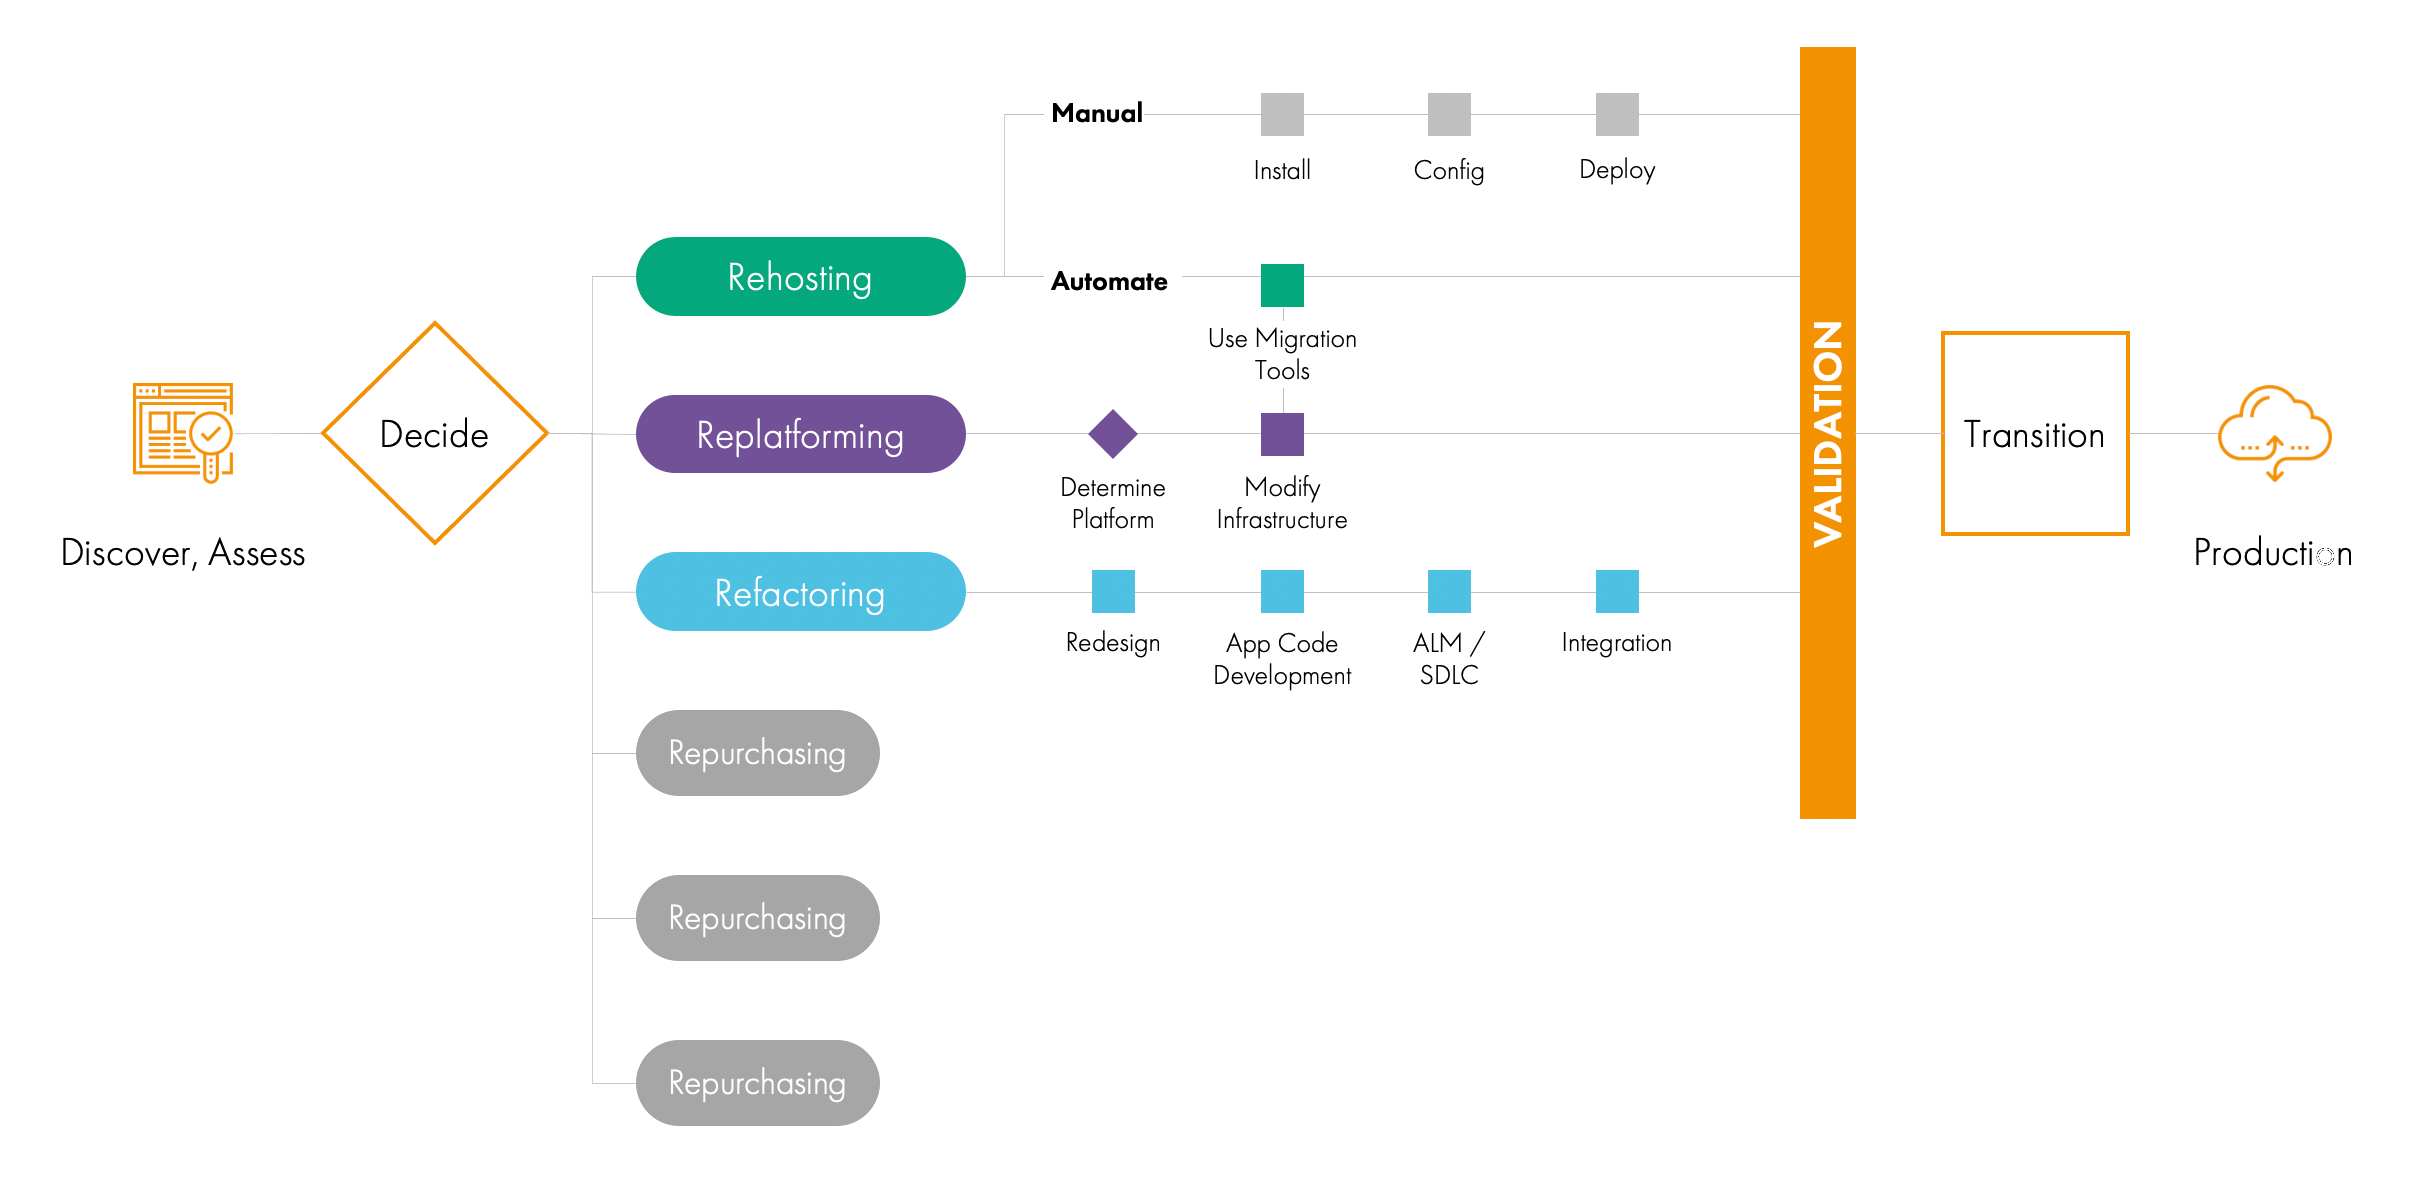 Manual
Install
Config
Deploy
Rehosting
Automate
Use Migration
Tools
Discover, Assess
Decide
Replatforming
Determine
Platform
Modify
Infrastructure
Refactoring
Redesign
App Code
Development
ALM /
SDLC
Integration
Repurchasing
Repurchasing
Repurchasing
VALIDATION
Transition
Production